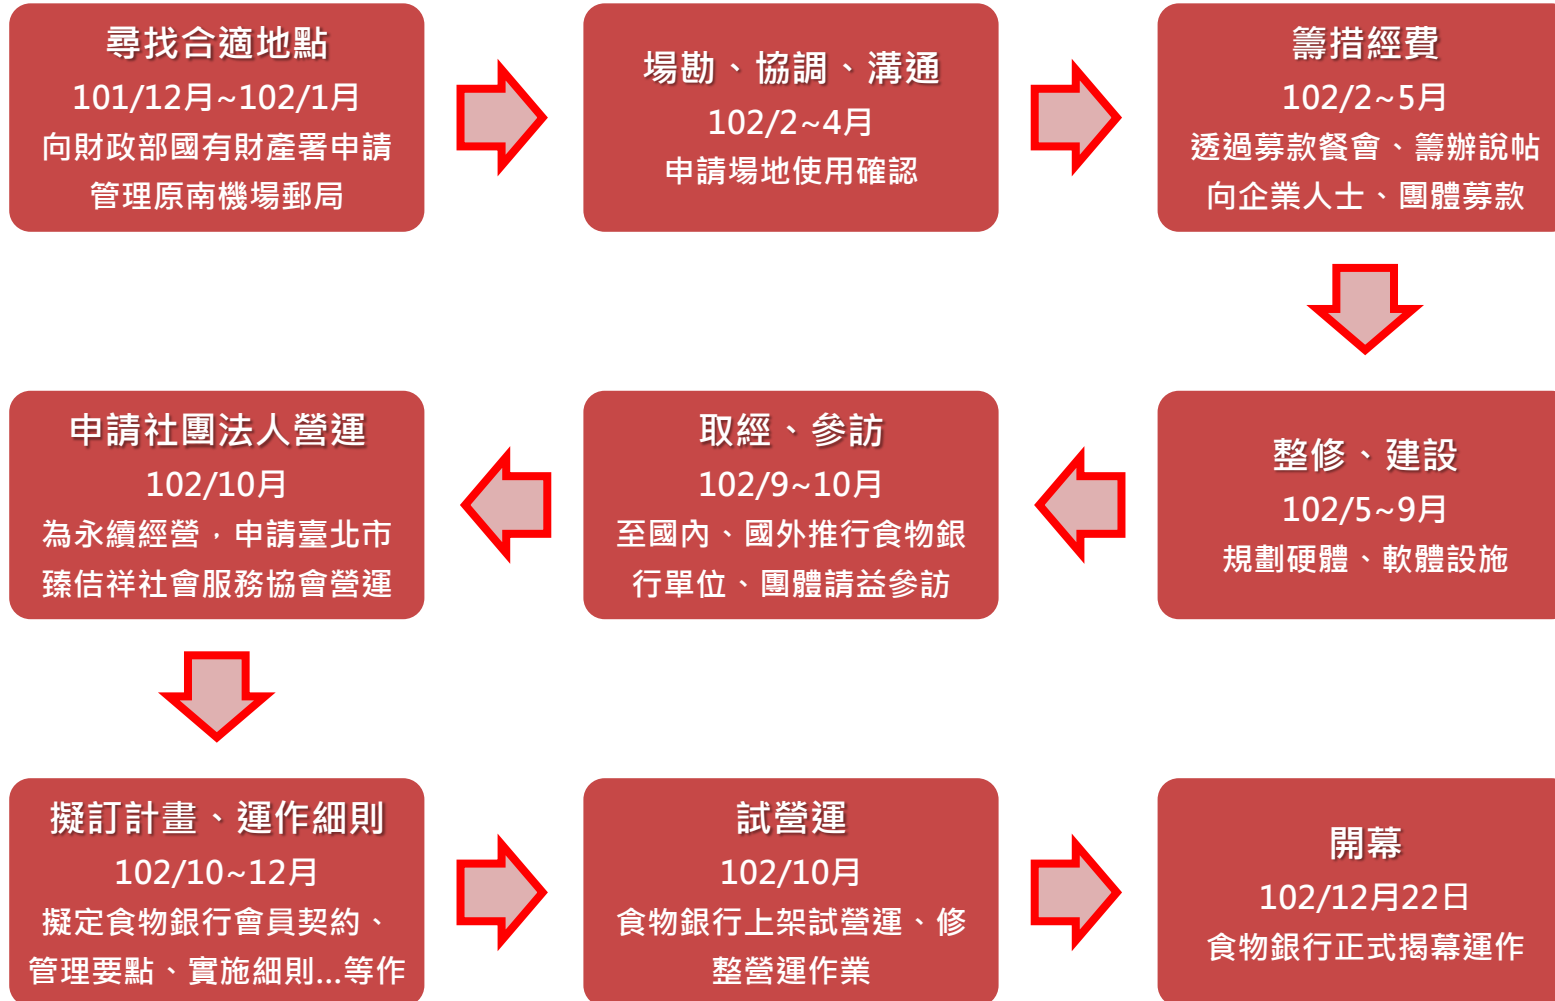 尋找合適地點
101/12月~102/1月
向財政部國有財產署申請
管理原南機場郵局
場勘、協調、溝通
102/2~4月
申請場地使用確認
籌措經費
102/2~5月
透過募款餐會、籌辦說帖
向企業人士、團體募款
整修、建設
102/5~9月
規劃硬體、軟體設施
取經、參訪
102/9~10月
至國內、國外推行食物銀
行單位、團體請益參訪
申請社團法人營運
102/10月
為永續經營，申請臺北市
臻佶祥社會服務協會營運
擬訂計畫、運作細則
102/10~12月
擬定食物銀行會員契約、
管理要點、實施細則...等作
試營運
102/10月
食物銀行上架試營運、修
整營運作業
開幕
102/12月22日
食物銀行正式揭幕運作